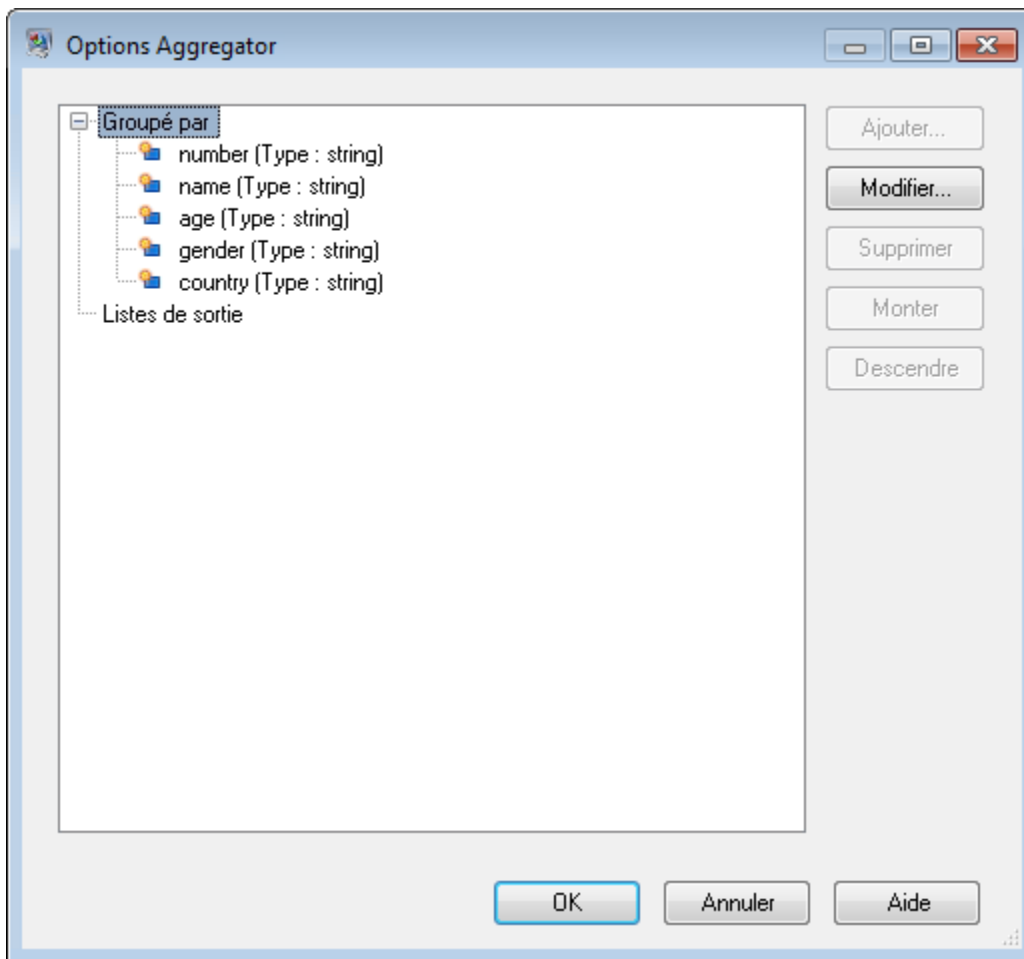 Options Aggregator
Groupé par
number (Type : string)
name (Type : string)
age (Type : string)
gender (Type : string)
country (Type : string)
Listes de sortie
Ajouter...
Modifier...
Supprimer
Monter
Descendre
OK
Annuler
Aide